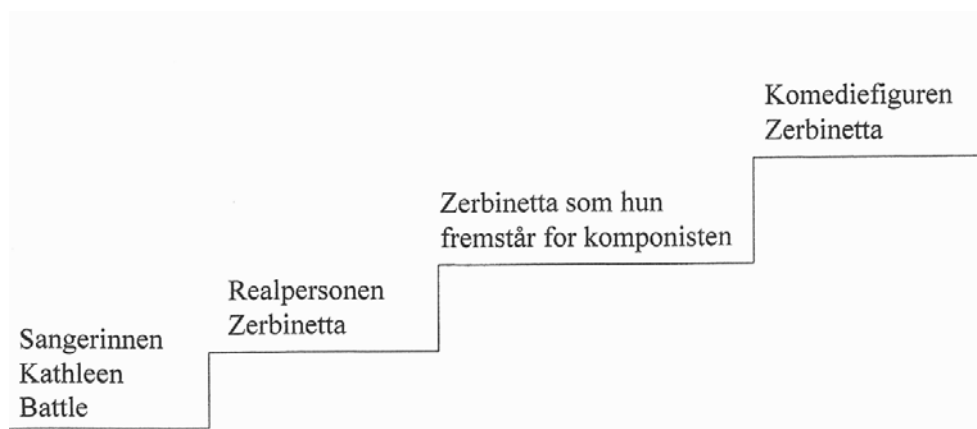 Komediefiguren
Zerbinetta
Zerbinetta som hun
fremstår for komponisten
Realpersonen
Zerbinetta
Sangerinnen
Kathleen
Battle